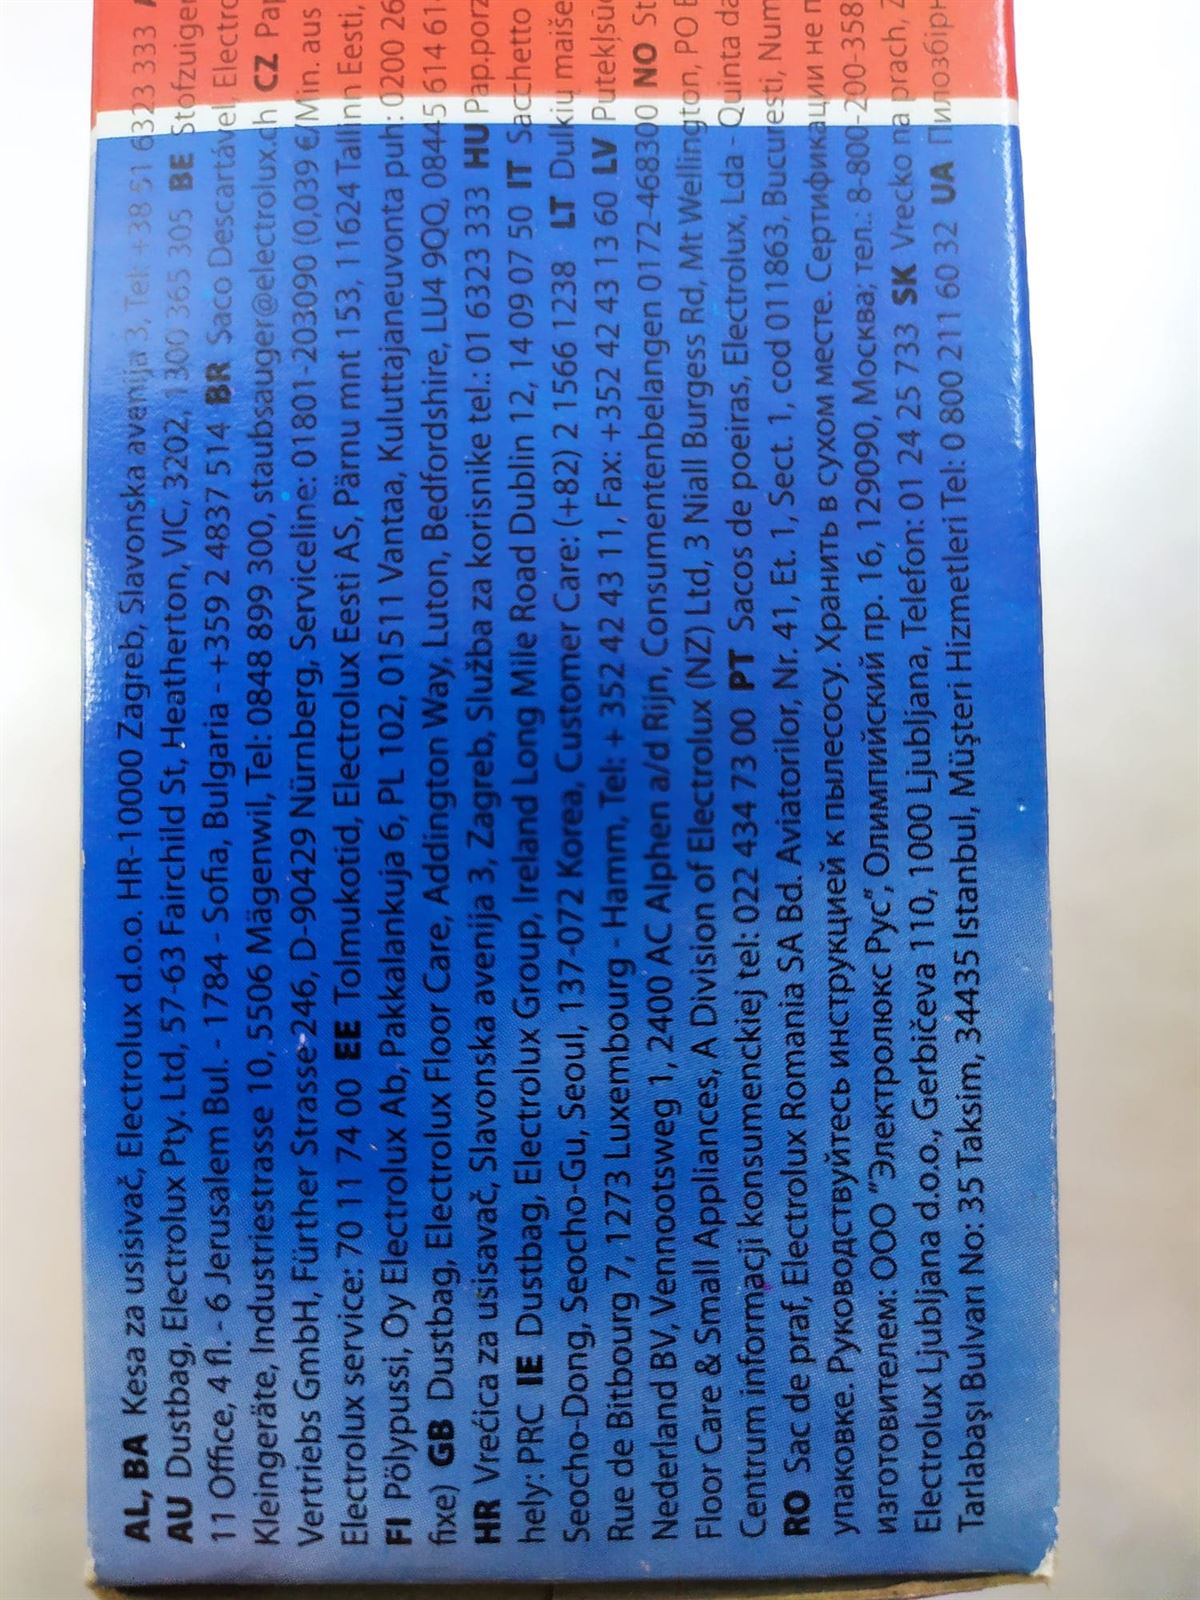 AL, BA Kesa za usisivač, Electrolux d.o.o. HR-10000 Zagreb, Slavonska avenija 3, Tel: +38 51 6323 333
AU Dustbag, Electrolux Pty. Ltd, 57-63 Fairchild St, Heatherton, VIC, 3202, 1300 365 305 BE Stofzuiger
11 Office, 4 fl. - 6 Jerusalem Bul. - 1784 - Sofia, Bulgaria - +359 2 4837 514 BR Saco Descartável, Electro
Kleingeräte, Industriestrasse 10, 5506 Mägenwil, Tel: 0848 899 300, staubsauger@electrolux.ch CZ Pap
Vertriebs GmbH, Fürther Strasse 246, D-90429 Nürnberg, Serviceline: 01801-203090 (0,039 €/Min. aus
Electrolux service: 70 11 74 00 EE Tolmukotid, Electrolux Eesti AS, Pärnu mnt 153, 11624 Tallinn Eesti,
FI Pölypussi, Oy Electrolux Ab, Pakkalankuja 6, PL 102, 01511 Vantaa, Kuluttajaneuvonta puh: 0200 26
fixe) GB Dustbag, Electrolux Floor Care, Addington Way, Luton, Bedfordshire, LU4 9QQ, 08445 614 61
HR Vrećica za usisavač, Slavonska avenija 3, Zagreb, Služba za korisnike tel.: 01 6323 333 HU Pap.porz
hely: PRC IE Dustbag, Electrolux Group, Ireland Long Mile Road Dublin 12, 14 09 07 50 IT Sacchetto
Seocho-Dong, Seocho-Gu, Seoul, 137-072 Korea, Customer Care: (+82) 2 1566 1238 LT Dulkių maiše
Rue de Bitbourg 7, 1273 Luxembourg - Hamm, Tel: + 352 42 43 11, Fax: +352 42 43 13 60 LV Putekļsūc
Nederland BV, Vennootsweg 1, 2400 AC Alphen a/d Rijn, Consumentenbelangen 0172-468300 NO St
Floor Care & Small Appliances, A Division of Electrolux (NZ) Ltd, 3 Niall Burgess Rd, Mt Wellington, PO B
Centrum informacji konsumenckiej tel: 022 434 73 00 PT Sacos de poeiras, Electrolux, Lda - Quinta da
RO Sac de praf, Electrolux Romania SA Bd. Aviatorilor, Nr. 41, Et. 1, Sect. 1, cod 011863, Bucuresti, Num
упаковке. Руководствуйтесь инструкцией к пылесосу. Хранить в сухом месте. Сертификации не п
изготовителем: ООО "Электролюкс Рус", Олимпийский пр. 16, 129090, Москва; тел.: 8-800-200-358
Electrolux Ljubljana d.o.o., Gerbičeva 110, 1000 Ljubljana, Telefon: 01 24 25 733 SK Vrecko na prach, Z
Tarlabaşı Bulvarı No: 35 Taksim, 34435 Istanbul, Müşteri Hizmetleri Tel: 0 800 211 60 32 UA Пилозбірн